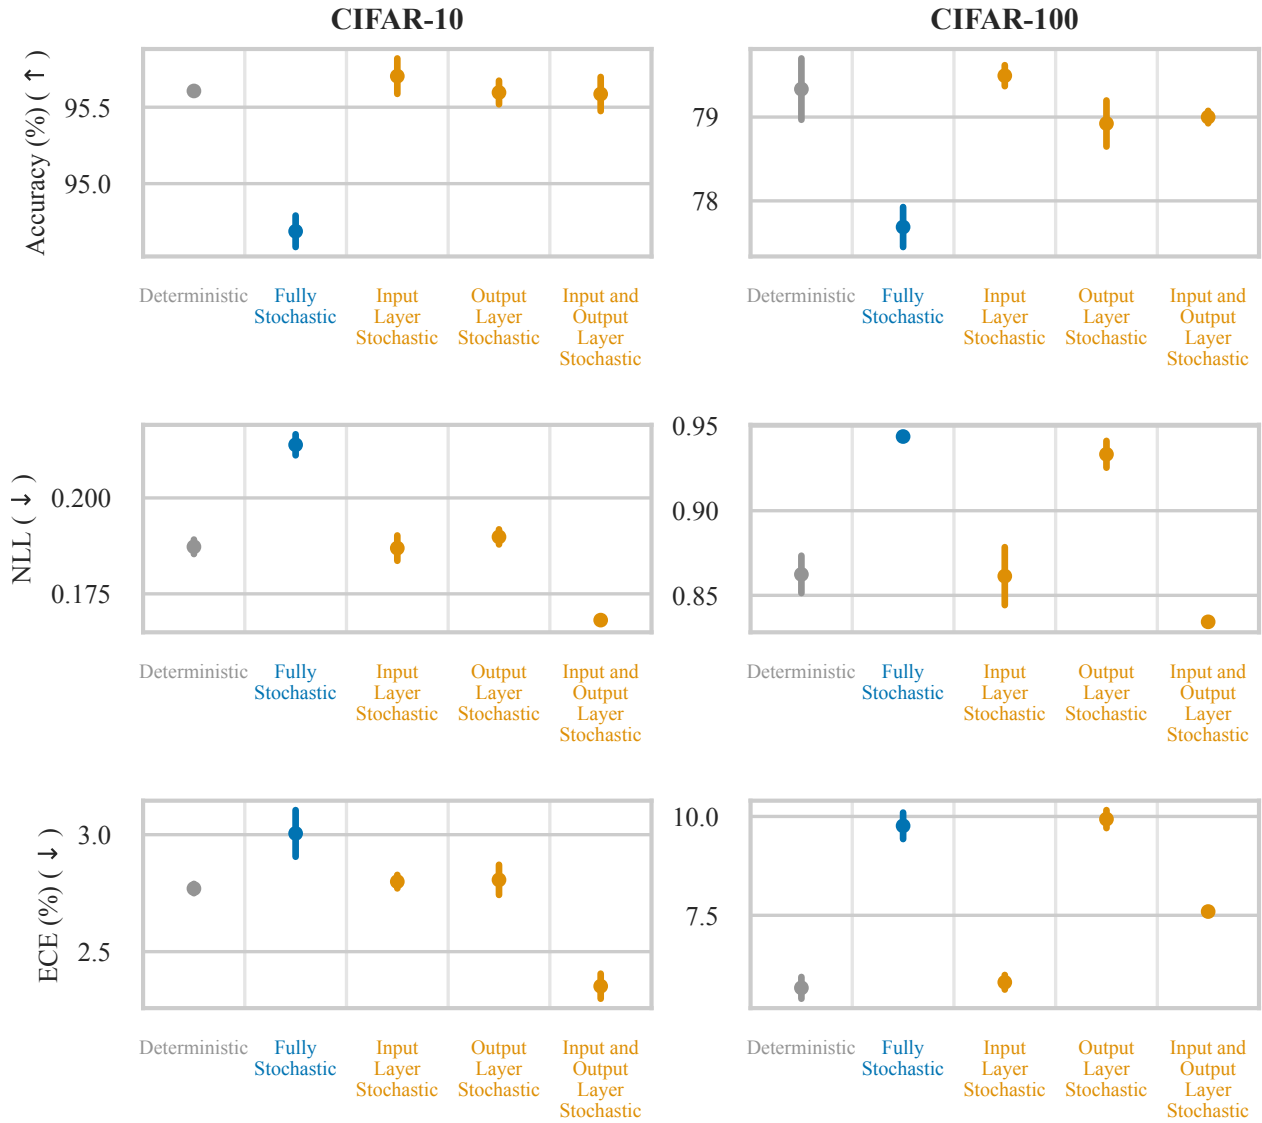 CIFAR-10
CIFAR-100
Accuracy (%) ( ↑ )
95.5
95.0
79
78
Deterministic
Fully
Stochastic
Input
Layer
Stochastic
Output
Layer
Stochastic
Input and
Output
Layer
Stochastic
Deterministic
Fully
Stochastic
Input
Layer
Stochastic
Output
Layer
Stochastic
Input and
Output
Layer
Stochastic
NLL ( ↓ )
0.200
0.175
0.95
0.90
0.85
Deterministic
Fully
Stochastic
Input
Layer
Stochastic
Output
Layer
Stochastic
Input and
Output
Layer
Stochastic
Deterministic
Fully
Stochastic
Input
Layer
Stochastic
Output
Layer
Stochastic
Input and
Output
Layer
Stochastic
ECE (%) ( ↓ )
3.0
2.5
10.0
7.5
Deterministic
Fully
Stochastic
Input
Layer
Stochastic
Output
Layer
Stochastic
Input and
Output
Layer
Stochastic
Deterministic
Fully
Stochastic
Input
Layer
Stochastic
Output
Layer
Stochastic
Input and
Output
Layer
Stochastic